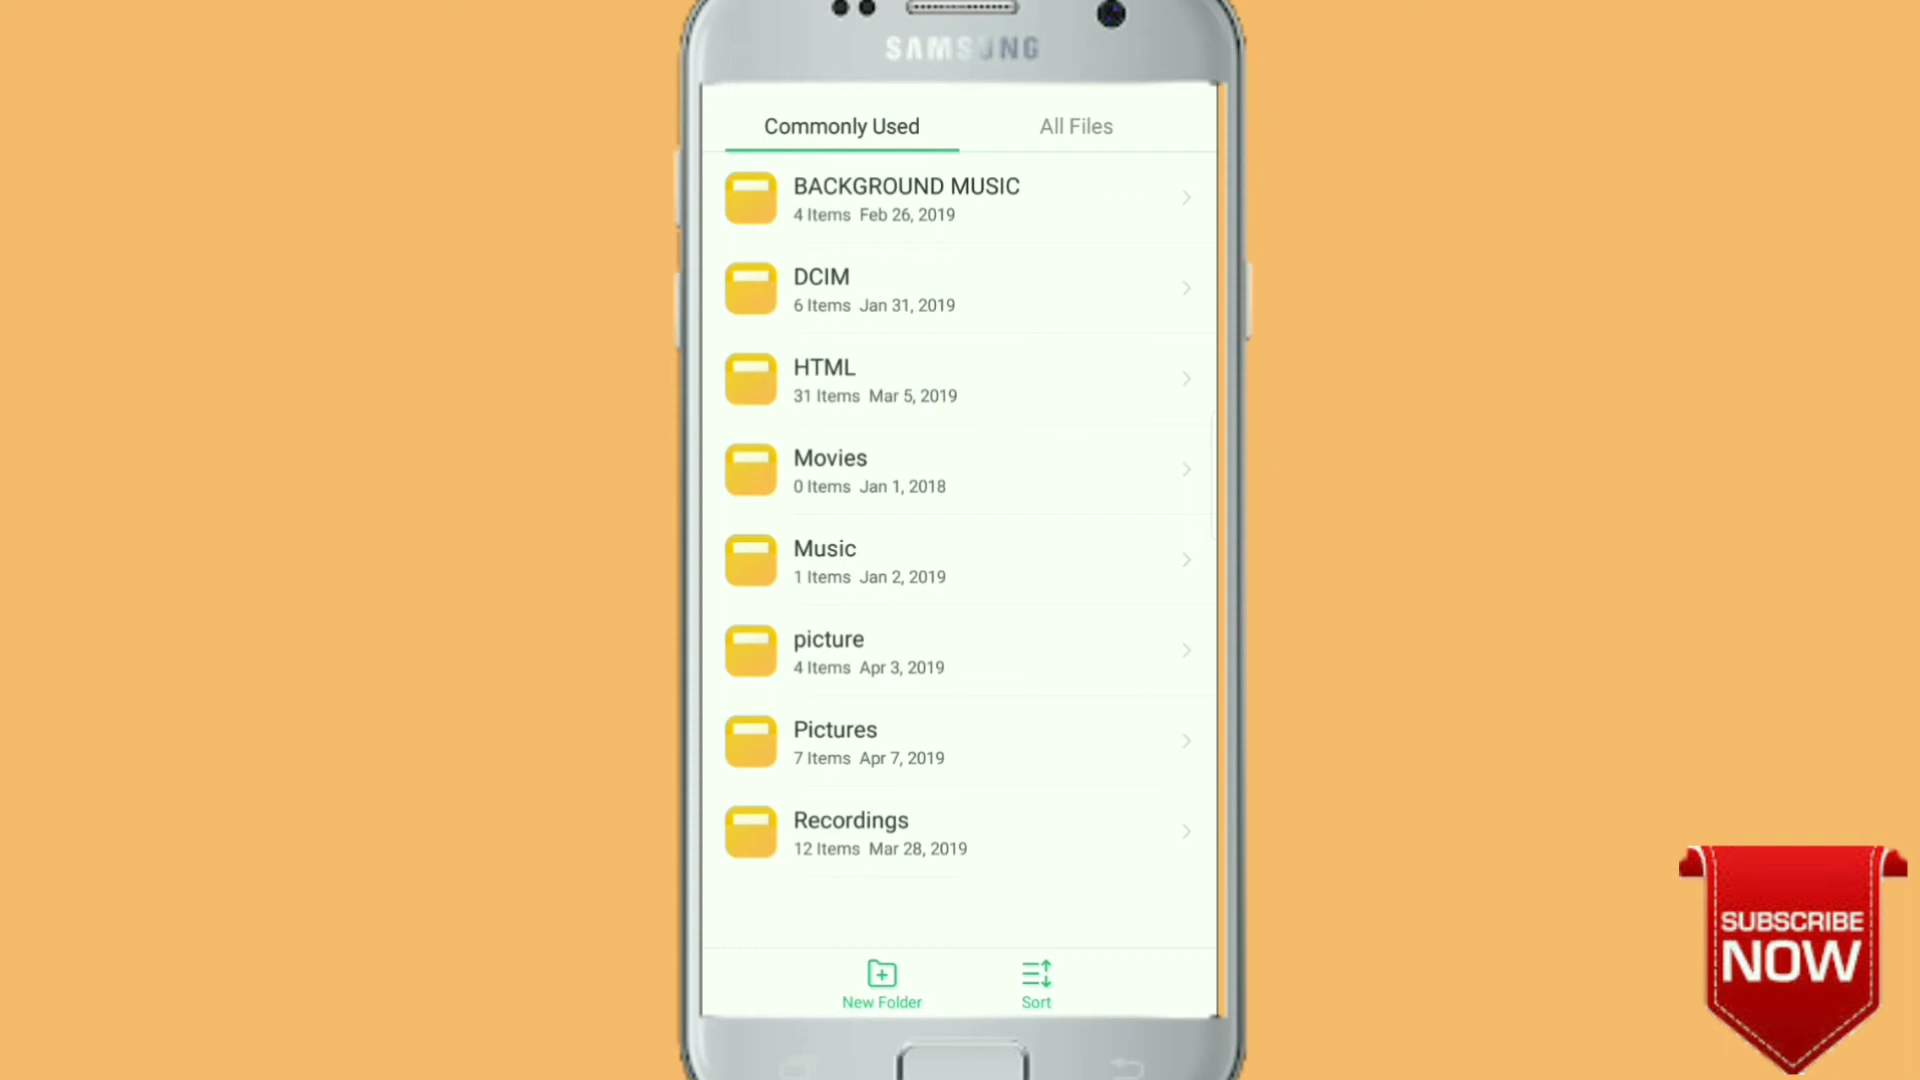 SAMSUNG
Commonly Used
All Files
BACKGROUND MUSIC
4 Items Feb 26, 2019
DCIM
6 Items Jan 31, 2019
HTML
31 Items Mar 5, 2019
Movies
0 Items Jan 1, 2018
Music
1 Items Jan 2, 2019
picture
4 Items Apr 3, 2019
Pictures
7 Items Apr 7, 2019
Recordings
12 Items Mar 28, 2019
New Folder
Sort
SUBSCRIBE
NOW